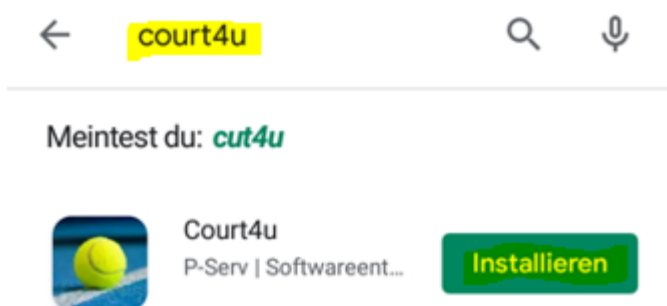 court4u
Meintest du: cut4u
Court4u
P-Serv | Softwareent...
Installieren